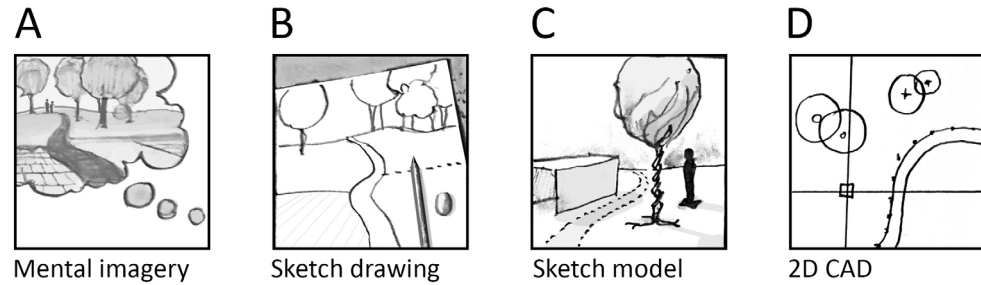 A
B
C
D
Mental imagery
Sketch drawing
Sketch model
2D CAD